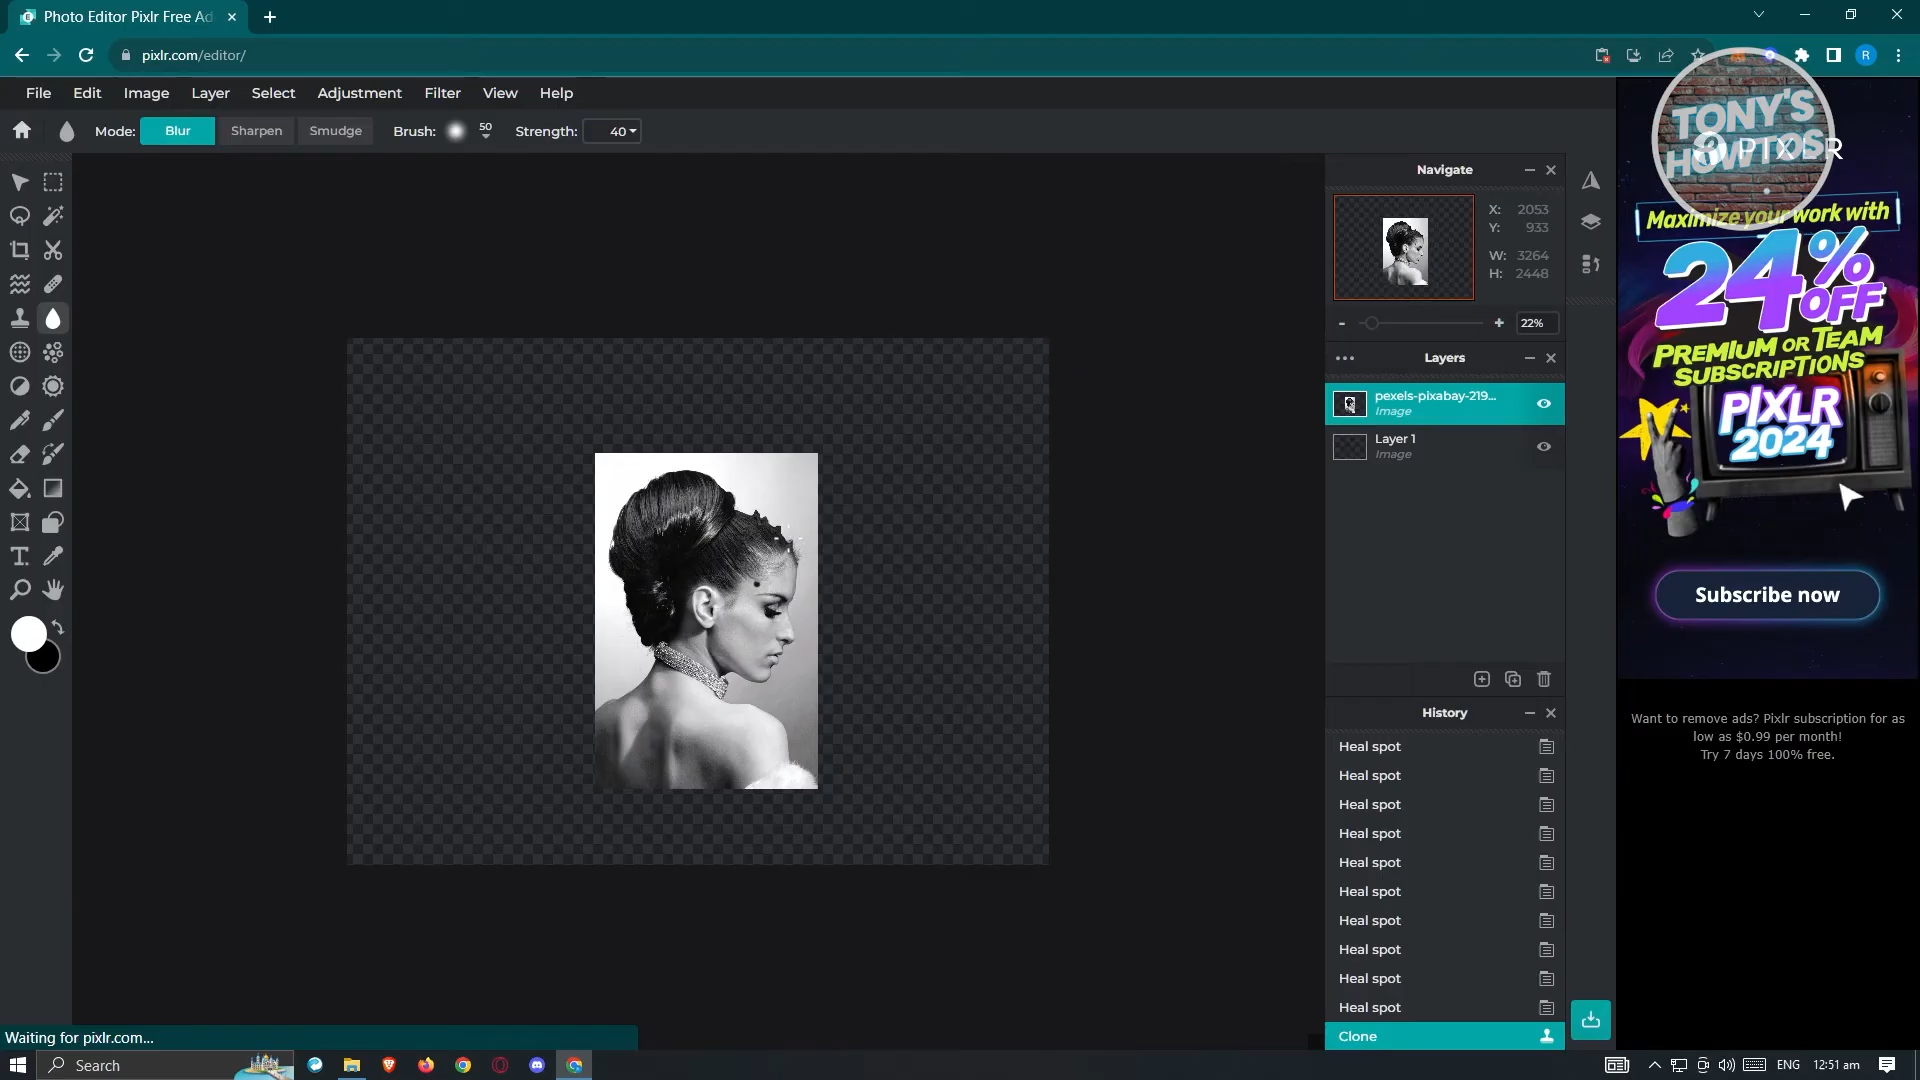 Photo Editor Pixlr Free Ad
pixlr.com/editor/
R
File Edit Image Layer Select Adjustment Filter View Help
Mode: Blur Sharpen Smudge Brush: 50 Strength: 40
Navigate
X: 2053
Y: 933
W: 3264
H: 2448
22%
Layers
pexels-pixabay-219...
Image
Layer 1
Image
History
Heal spot
Heal spot
Heal spot
Heal spot
Heal spot
Heal spot
Heal spot
Heal spot
Heal spot
Heal spot
Clone
TONY'S
HOWTOS
PIXLR
Maximize your work with
24%
OFF
PREMIUM OR TEAM
SUBSCRIPTIONS
PIXLR
2024
Subscribe now
Want to remove ads? Pixlr subscription for as
low as $0.99 per month!
Try 7 days 100% free.
Waiting for pixlr.com...
Search
ENG 12:51 am